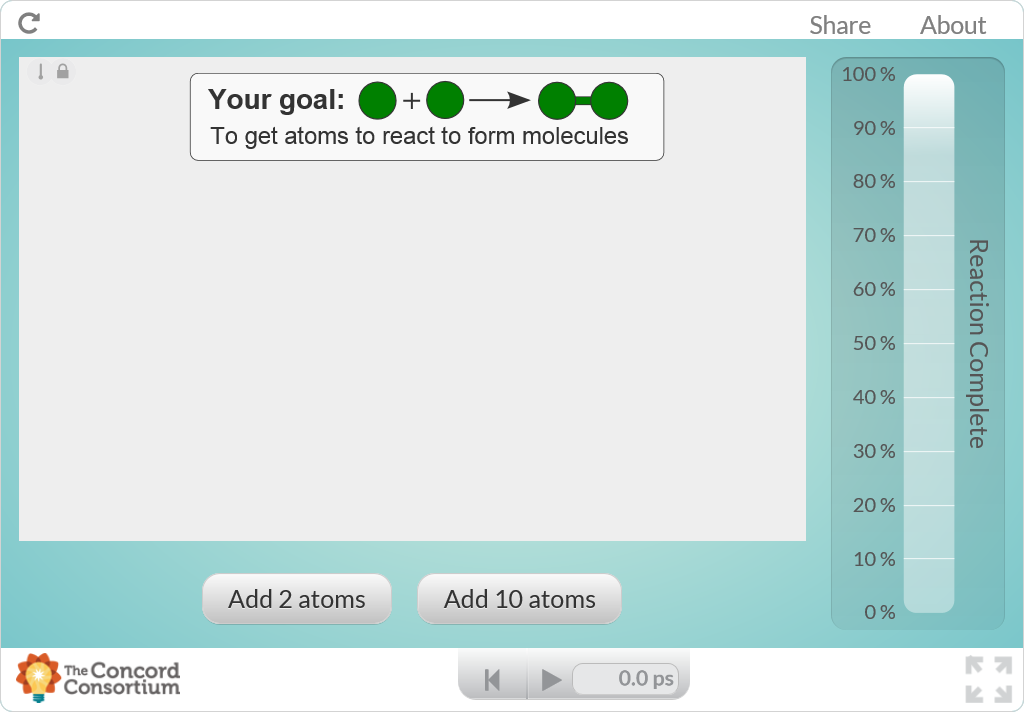 Share About
Your goal: + 
To get atoms to react to form molecules
100 %
90 %
80 %
70 %
60 %
50 %
40 %
30 %
20 %
10 %
0 %
Reaction Complete
Add 2 atoms Add 10 atoms
The Concord
Consortium
0.0 ps